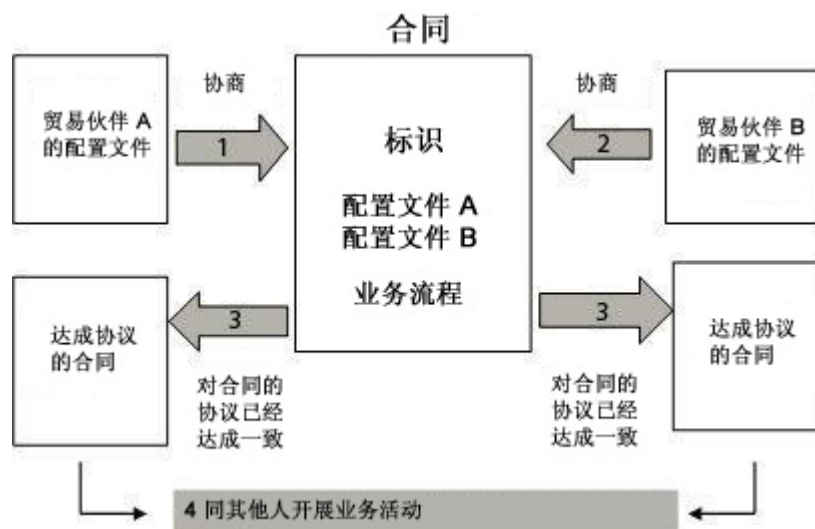 合同
协商
协商
贸易伙伴 A
的配置文件
1
标识
2
贸易伙伴 B
的配置文件
配置文件 A
配置文件 B
业务流程
3
3
达成协议
的合同
达成协议
的合同
对合同的
协议已经
达成一致
对合同的
协议已经
达成一致
4 同其他人开展业务活动